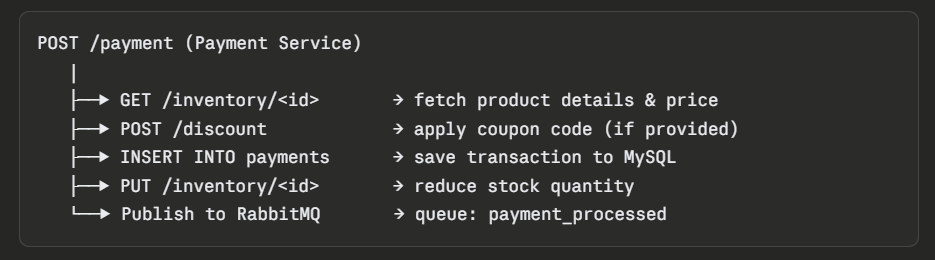 POST /payment (Payment Service)
│
├──▶ GET /inventory/<id> → fetch product details & price
├──▶ POST /discount → apply coupon code (if provided)
├──▶ INSERT INTO payments → save transaction to MySQL
├──▶ PUT /inventory/<id> → reduce stock quantity
└──▶ Publish to RabbitMQ → queue: payment_processed